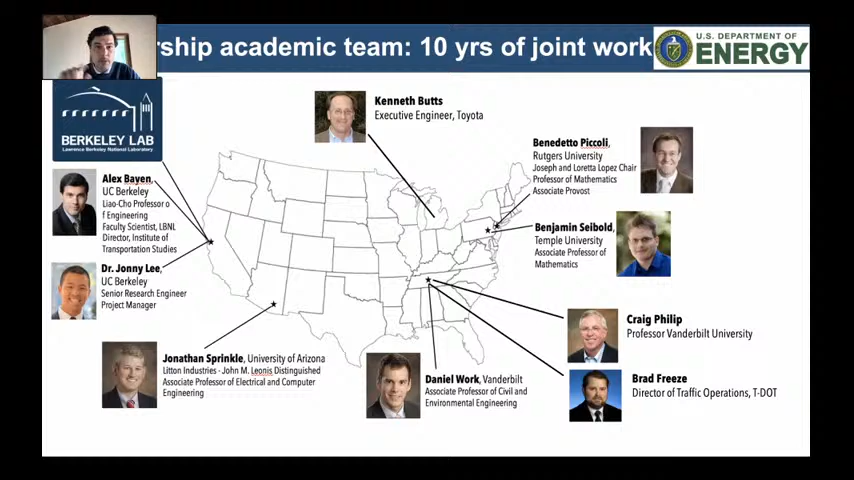 rship academic team: 10 yrs of joint work
U.S. DEPARTMENT OF
ENERGY
BERKELEY LAB
Lawrence Berkeley National Laboratory
Kenneth Butts
Executive Engineer, Toyota
Benedetto Piccoli,
Rutgers University
Joseph and Loretta Lopez Chair
Professor of Mathematics
Associate Provost
Alex Bayen,
UC Berkeley
Liao-Cho Professor o
f Engineering
Faculty Scientist, LBNL
Director, Institute of
Transportation Studies
Benjamin Seibold,
Temple University
Associate Professor of
Mathematics
Dr. Jonny Lee,
UC Berkeley
Senior Research Engineer
Project Manager
Craig Philip
Professor Vanderbilt University
Jonathan Sprinkle, University of Arizona
Litton Industries - John M. Leonis Distinguished
Associate Professor of Electrical and Computer
Engineering
Daniel Work, Vanderbilt
Associate Professor of Civil and
Environmental Engineering
Brad Freeze
Director of Traffic Operations, T-DOT